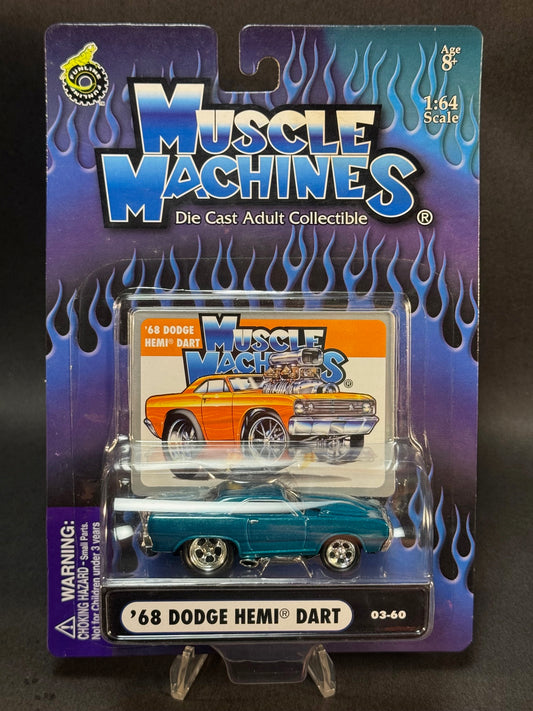 FUNLINE
Age
8+
1:64
Scale
MUSCLE
MACHINES®
Die Cast Adult Collectible
'68 DODGE
HEMI® DART
MUSCLE
MACHINES®
WARNING:
CHOKING HAZARD - Small Parts.
Not for Children under 3 years
'68 DODGE HEMI® DART
03-60